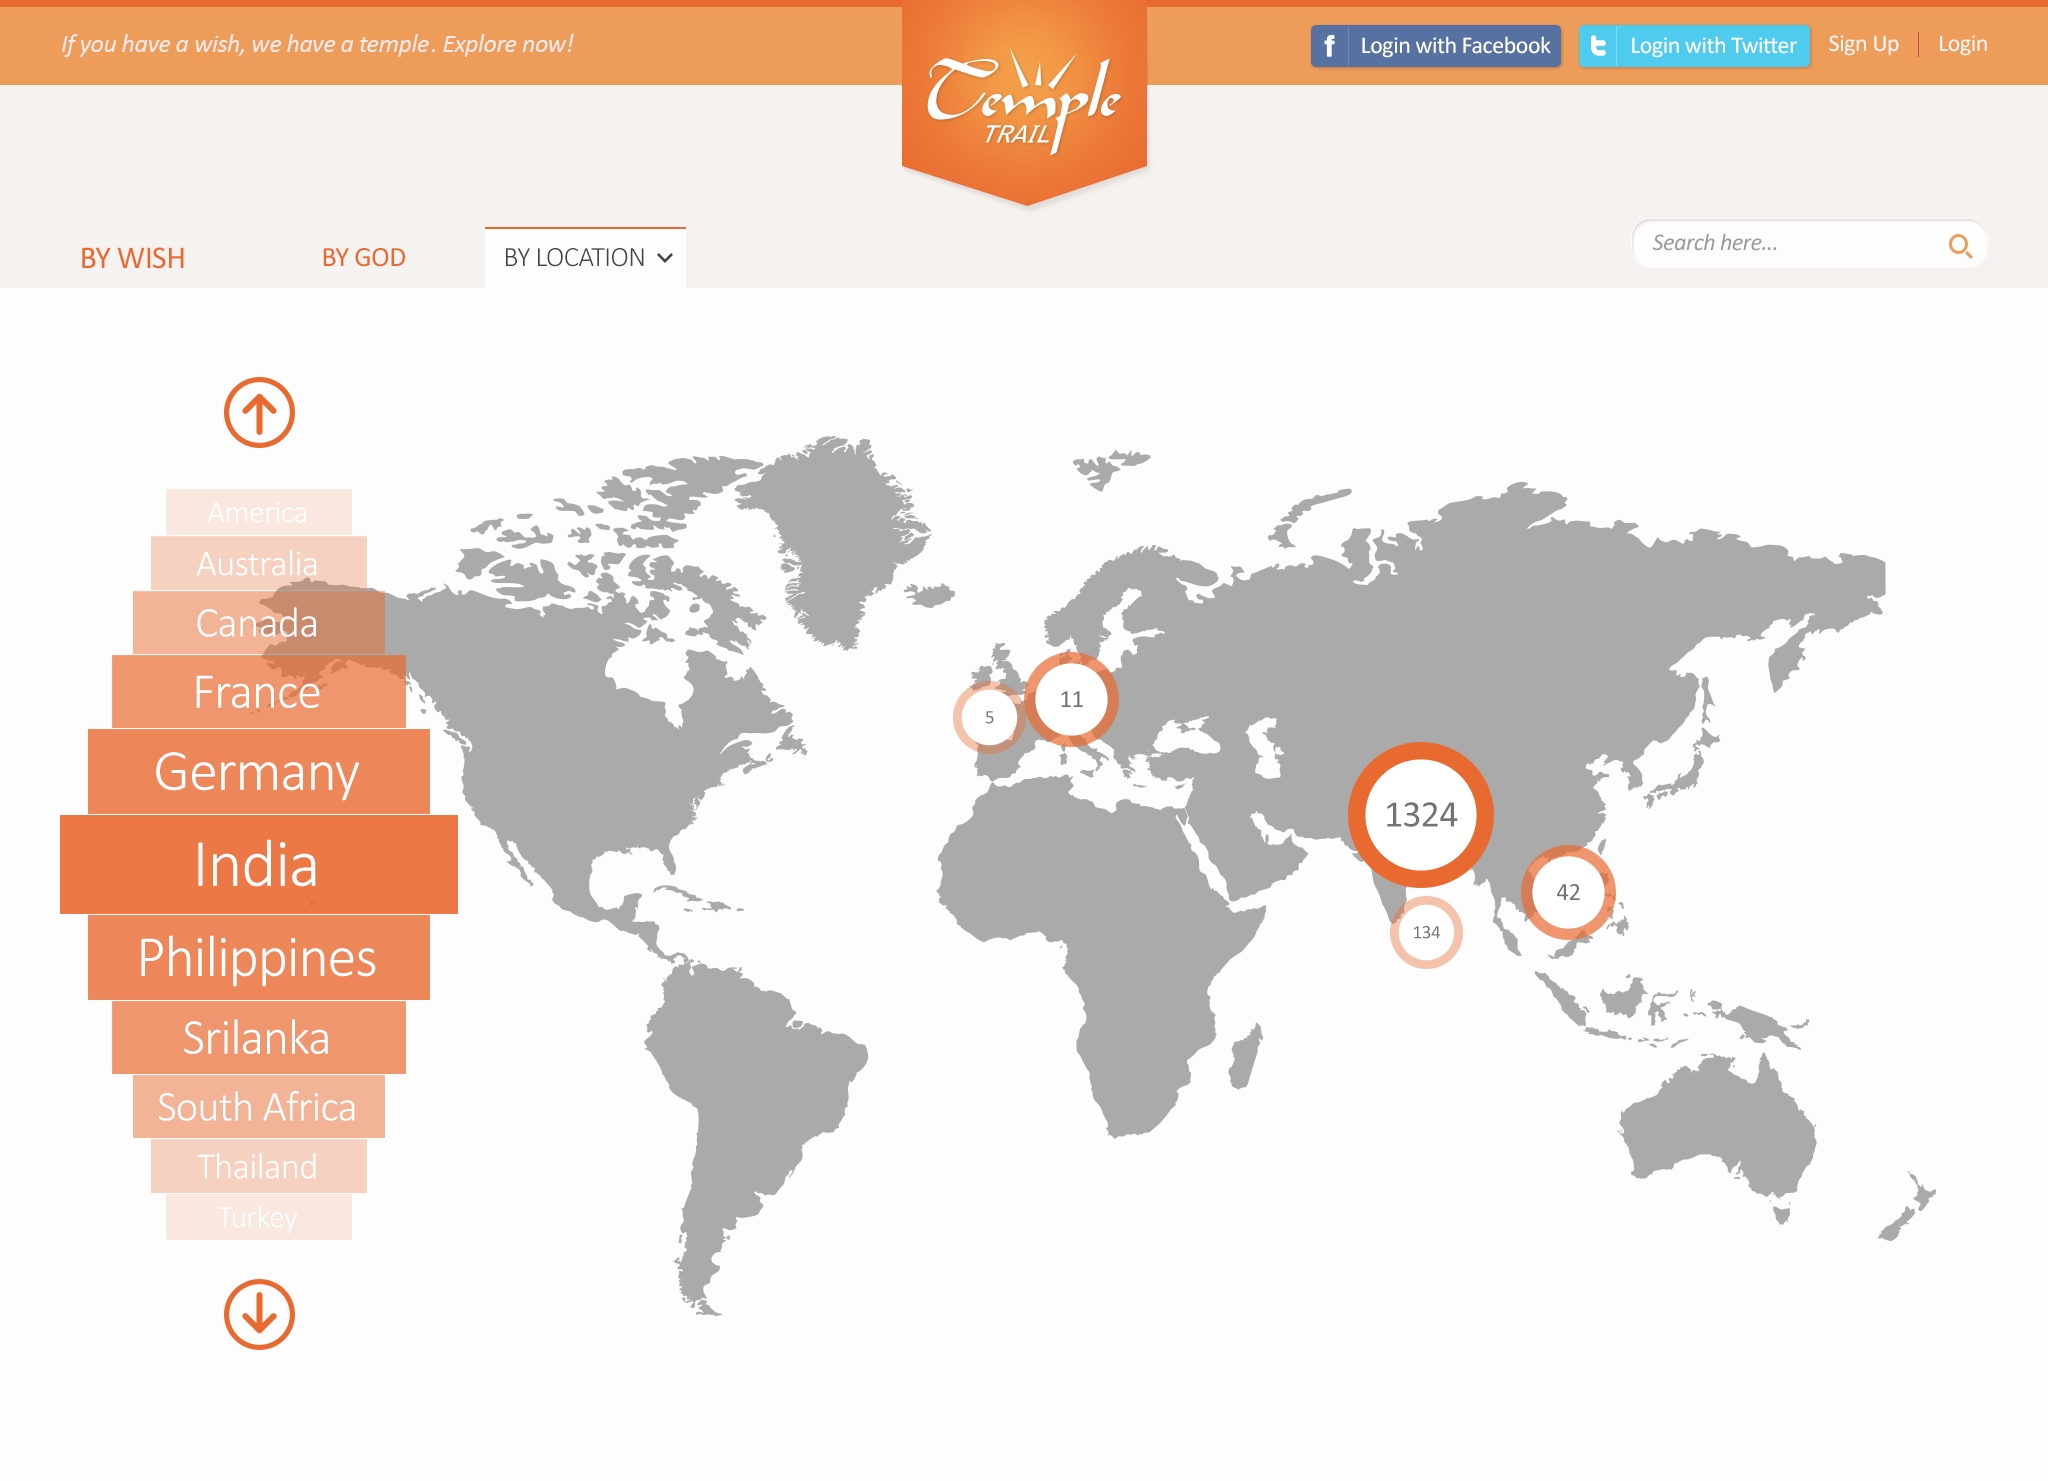 If you have a wish, we have a temple. Explore now!
Temple
TRAIL
f Login with Facebook
t Login with Twitter
Sign Up
Login
BY WISH
BY GOD
BY LOCATION
Search here...
America
Australia
Canada
France
Germany
India
Philippines
Srilanka
South Africa
Thailand
Turkey
5
11
1324
42
134